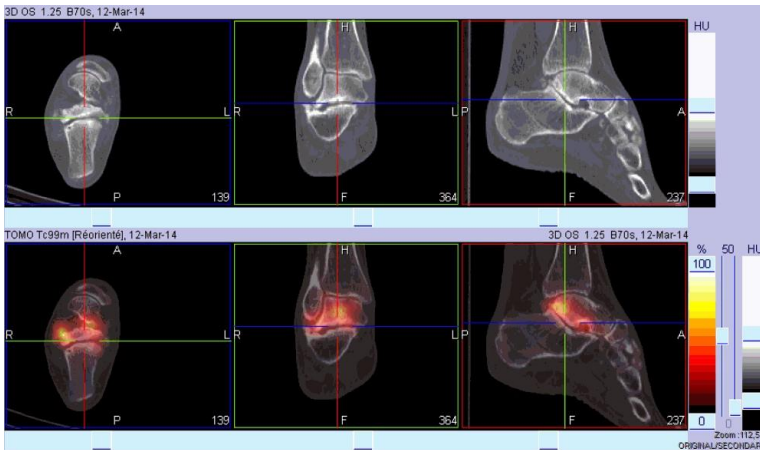 3D OS 1.25 B70s, 12-Mar-14
HU
A
R
L
P
139
H
R
L
F
364
H
P
A
F
237
TOMO Tc99m [Réorienté], 12-Mar-14
3D OS 1.25 B70s, 12-Mar-14
% 50 HU
100
A
R
L
P
139
H
R
L
F
364
H
P
A
F
237
0
0
Zoom :112,5
ORIGINAL/SECONDAR